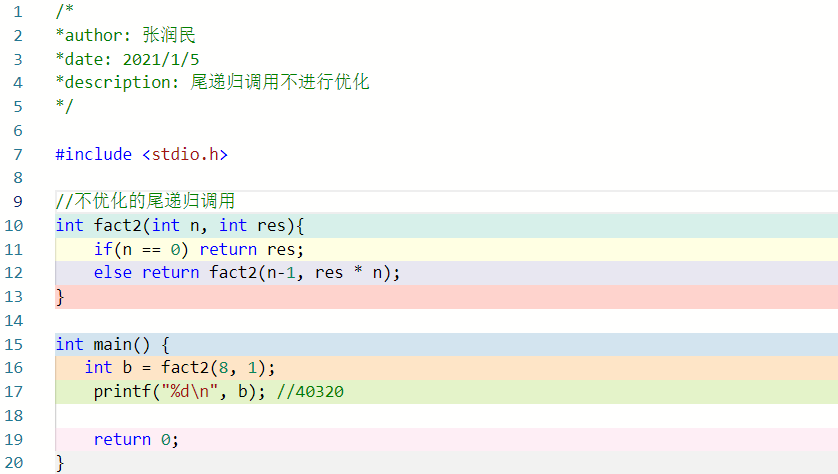 1 /*
2 *author: 张润民
3 *date: 2021/1/5
4 *description: 尾递归调用不进行优化
5 */
6
7 #include <stdio.h>
8
9 //不优化的尾递归调用
10 int fact2(int n, int res){
11 if(n == 0) return res;
12 else return fact2(n-1, res * n);
13 }
14
15 int main() {
16 int b = fact2(8, 1);
17 printf("%d\n", b); //40320
18
19 return 0;
20 }